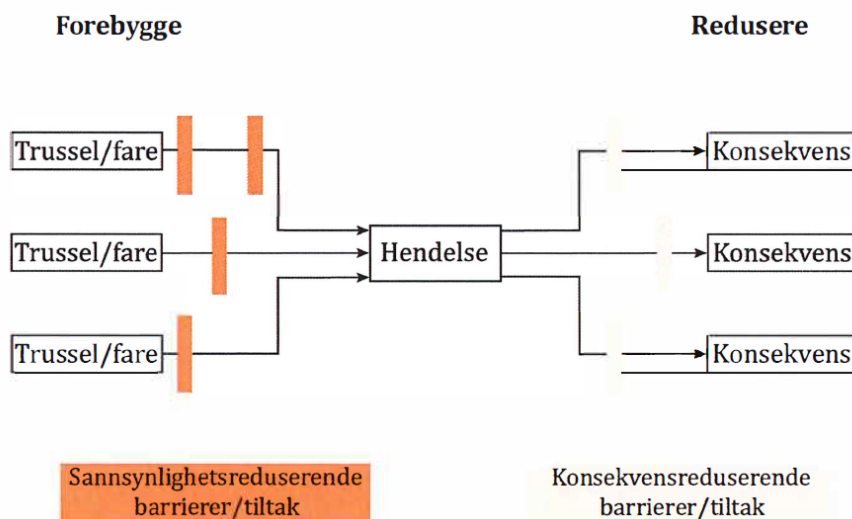 Forebygge
Redusere
Trussel/fare
Konsekvens
Trussel/fare
Hendelse
Konsekvens
Trussel/fare
Konsekvens
Sannsynlighetsreduserende
barrierer/tiltak
Konsekvensreduserende
barrierer/tiltak